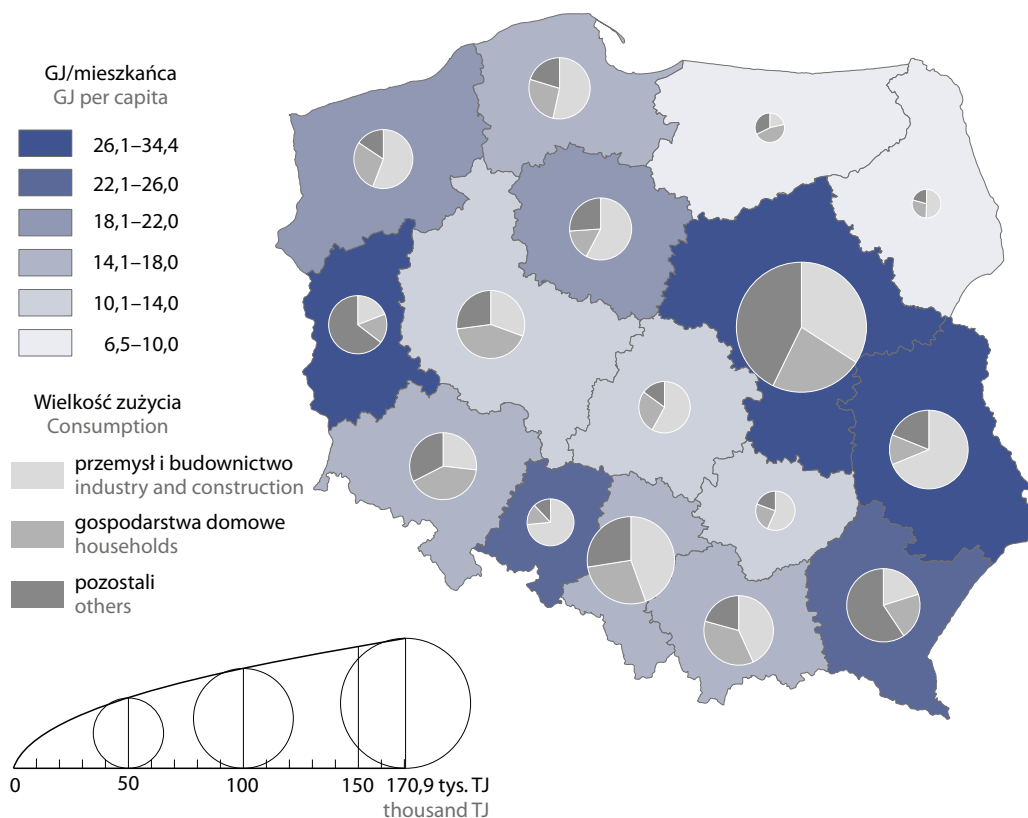 GJ/mieszkańca
GJ per capita
26,1–34,4
22,1–26,0
18,1–22,0
14,1–18,0
10,1–14,0
6,5–10,0
Wielkość zużycia
Consumption
przemysł i budownictwo
industry and construction
gospodarstwa domowe
households
pozostali
others
0 50 100 150 170,9 tys. TJ
thousand TJ